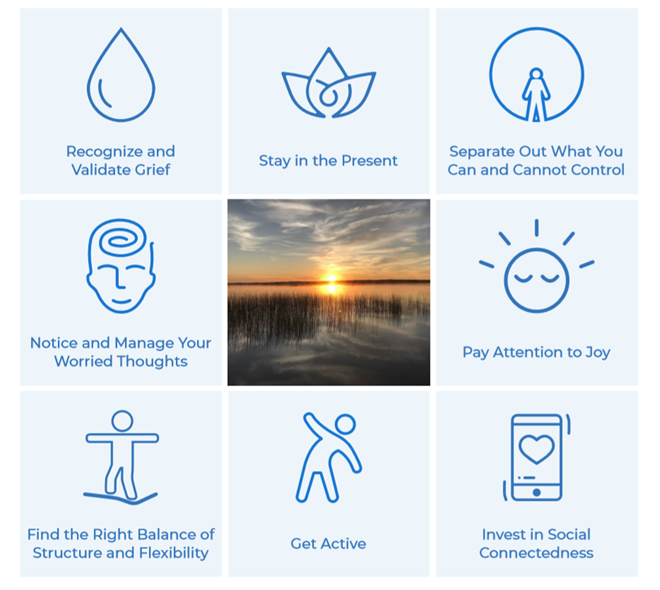 Recognize and
Validate Grief
Stay in the Present
Separate Out What You
Can and Cannot Control
Notice and Manage Your
Worried Thoughts
Pay Attention to Joy
Find the Right Balance of
Structure and Flexibility
Get Active
Invest in Social
Connectedness